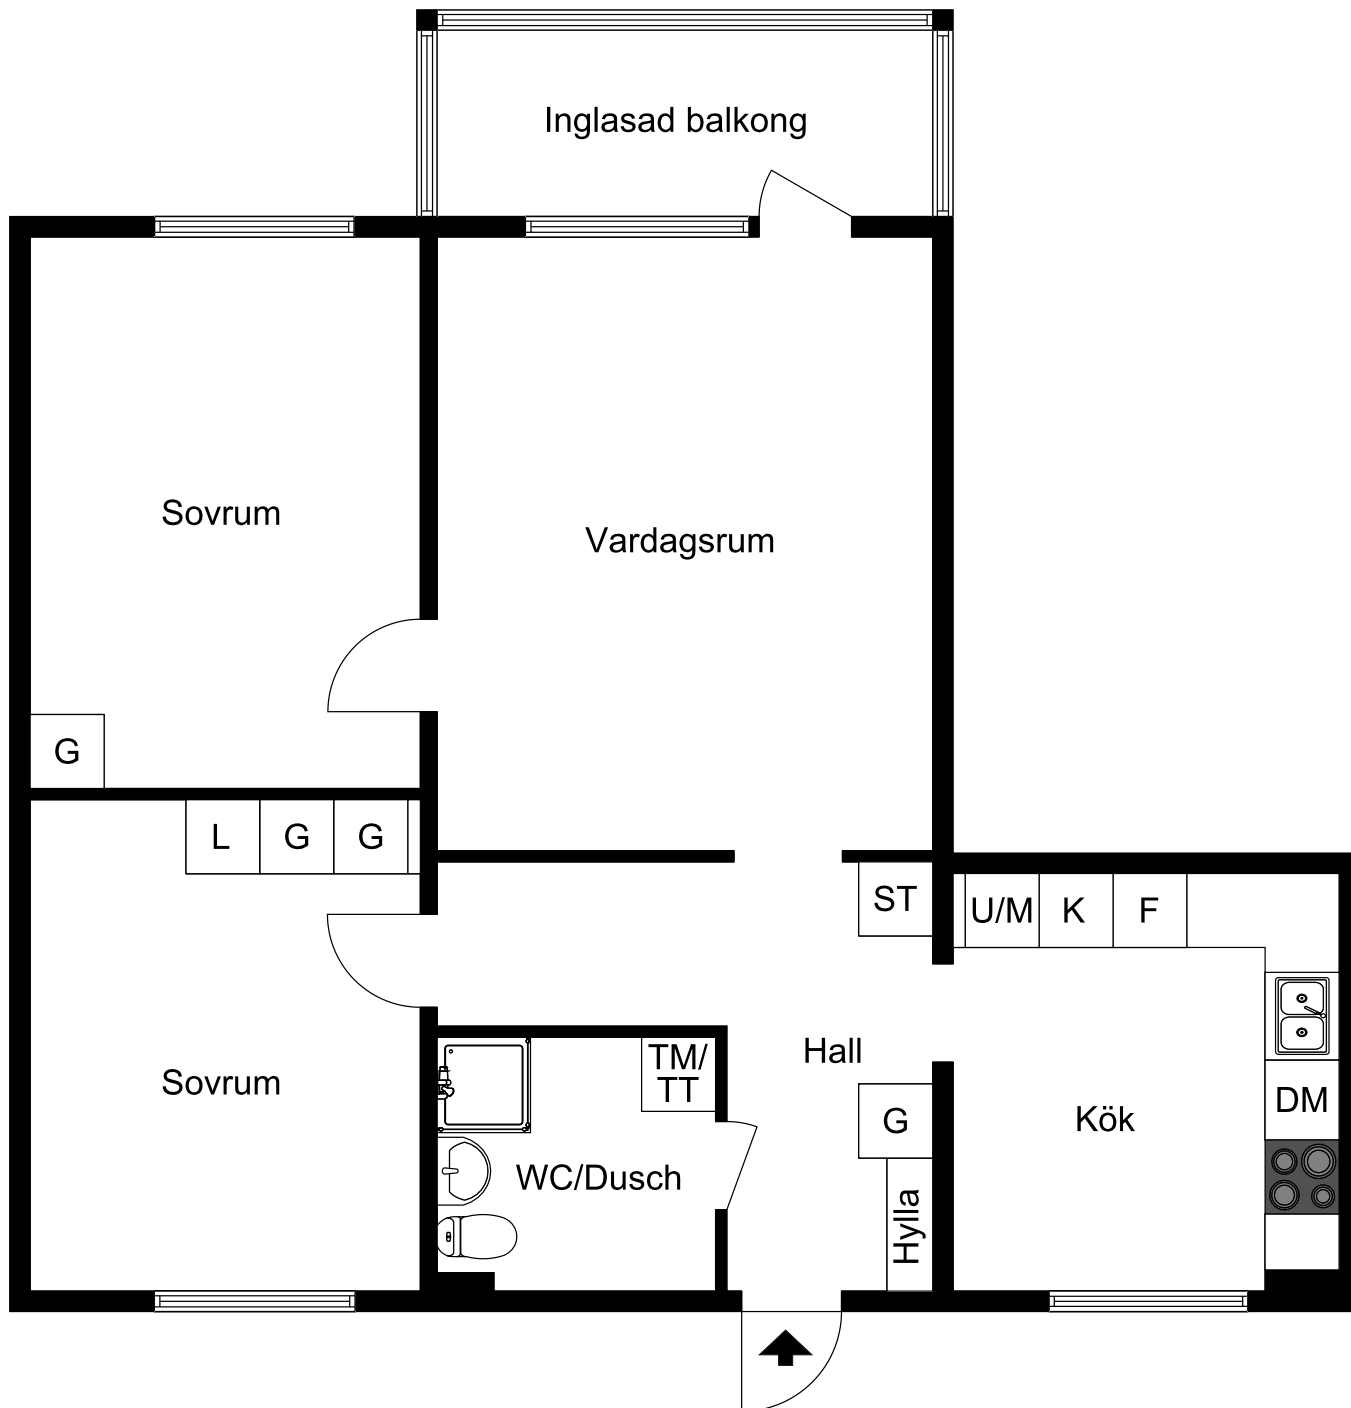 Inglasad balkong
Sovrum
Vardagsrum
G
L
G
G
ST
U/M
K
F
Hall
TM/
TT
Sovrum
DM
G
Kök
WC/Dusch
Hylla